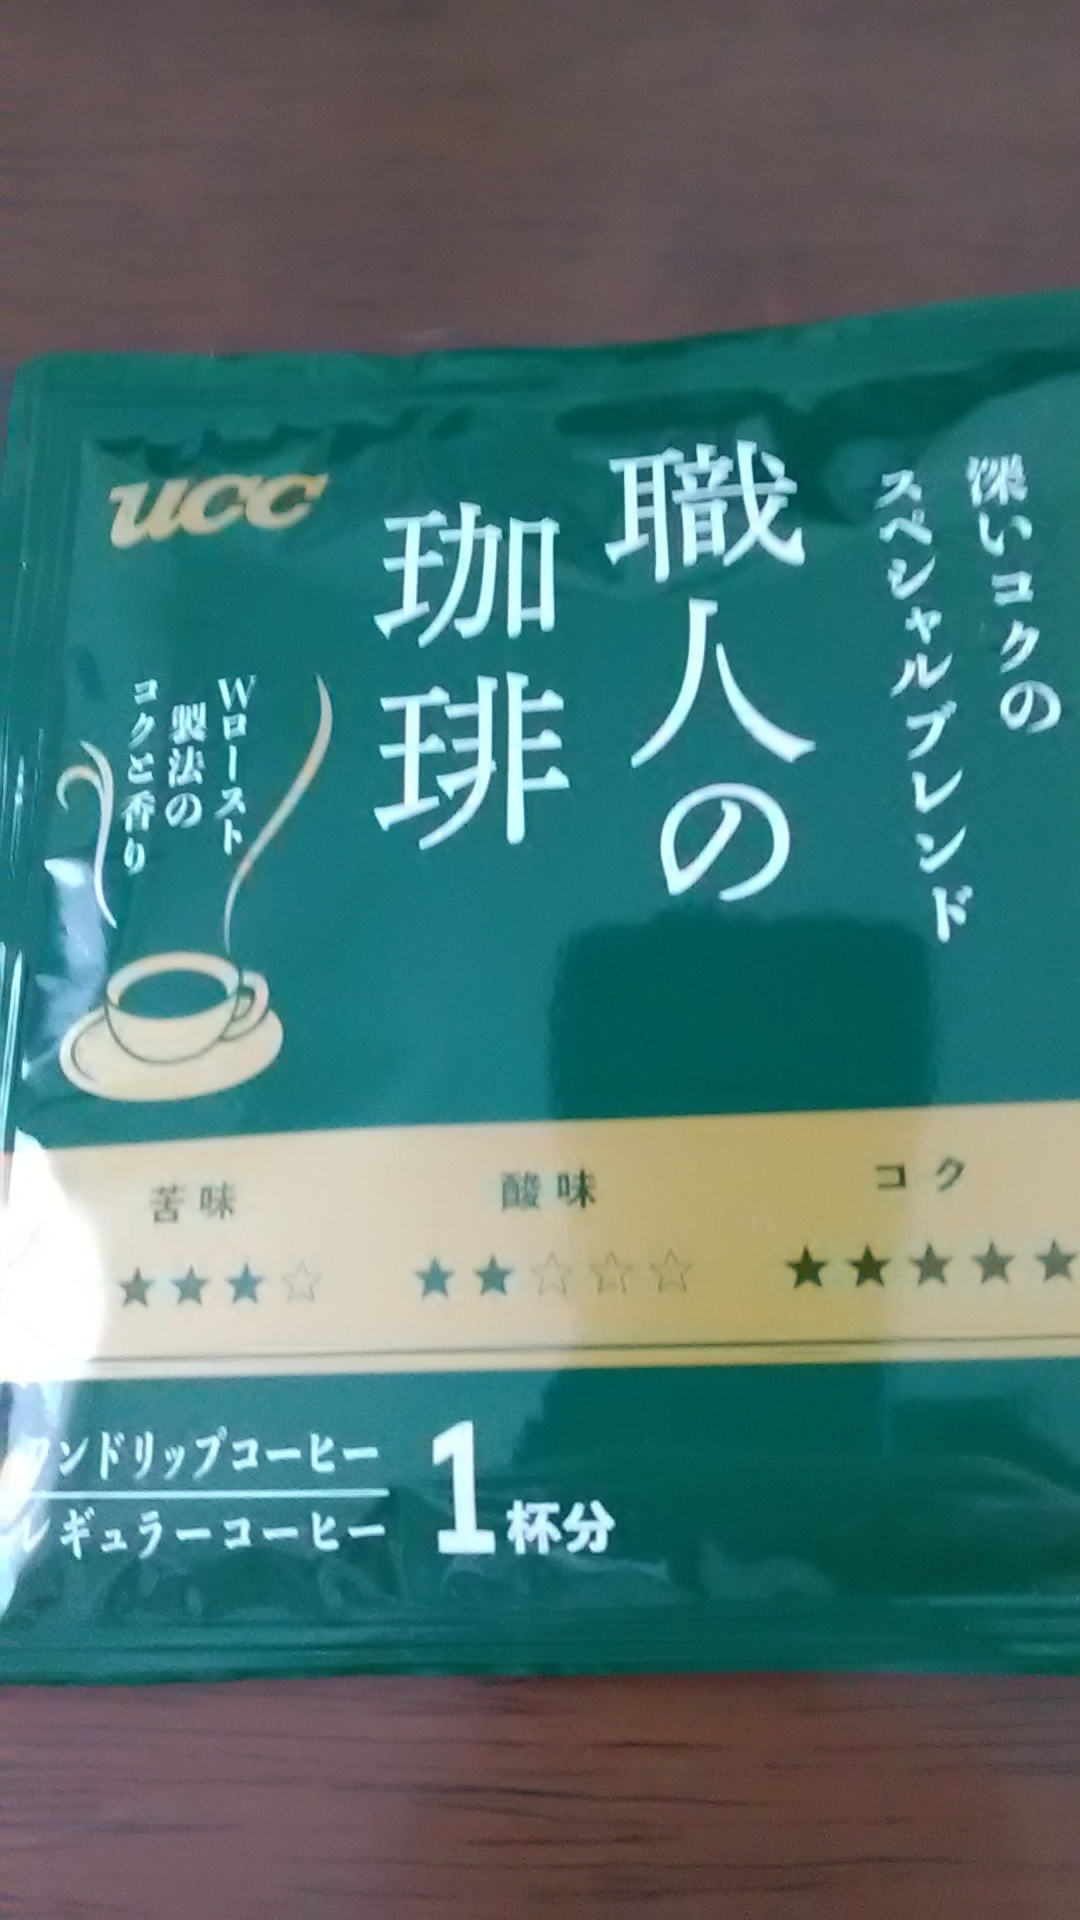 深いコクの
スペシャルブレンド
職人の
珈琲
ucc
Wロースト
製法の
コクと香り
苦味
★★★☆
酸味
★★☆☆☆
コク
★★★★★
ワンドリップコーヒー
レギュラーコーヒー
1杯分